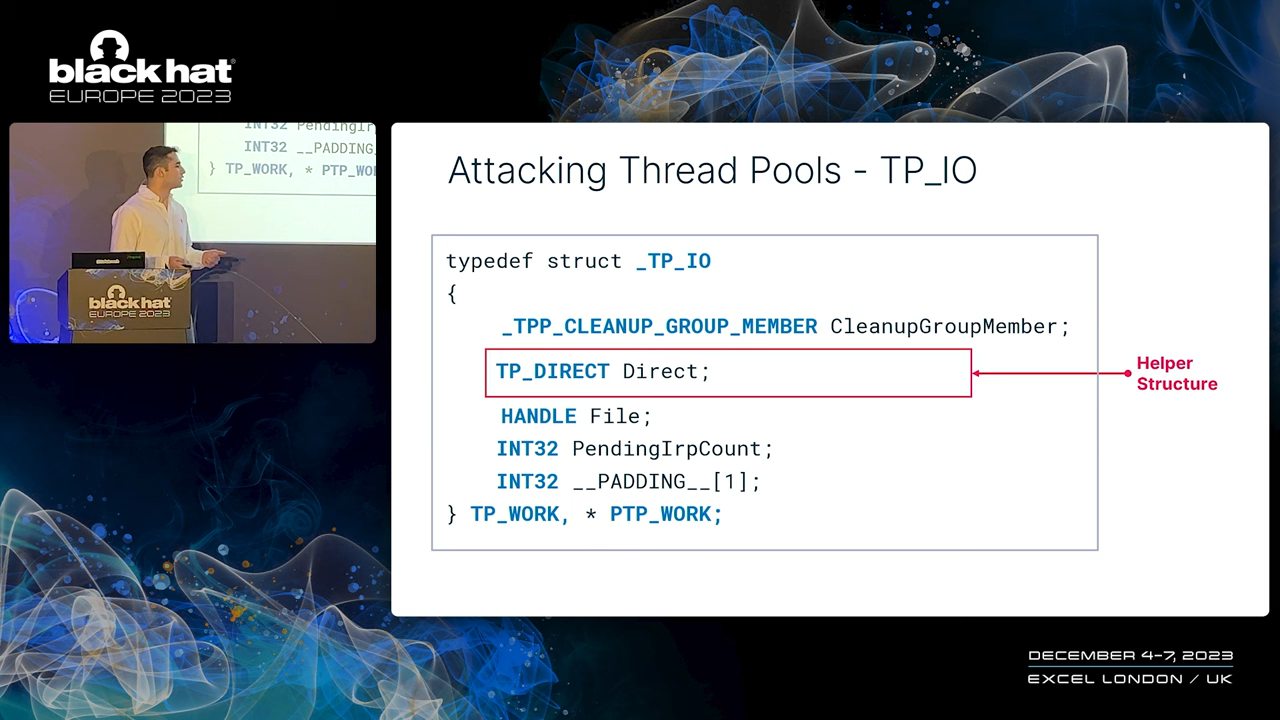 black hat
EUROPE 2023
INT32 PendingIr
INT32 __PADDING_
} TP_WORK, * PTP_WO
black hat
EUROPE 2023
Attacking Thread Pools - TP_IO
typedef struct _TP_IO
{
_TPP_CLEANUP_GROUP_MEMBER CleanupGroupMember;
TP_DIRECT Direct;
HANDLE File;
INT32 PendingIrpCount;
INT32 __PADDING__[1];
} TP_WORK, * PTP_WORK;
Helper
Structure
DECEMBER 4-7, 2023
EXCEL LONDON / UK